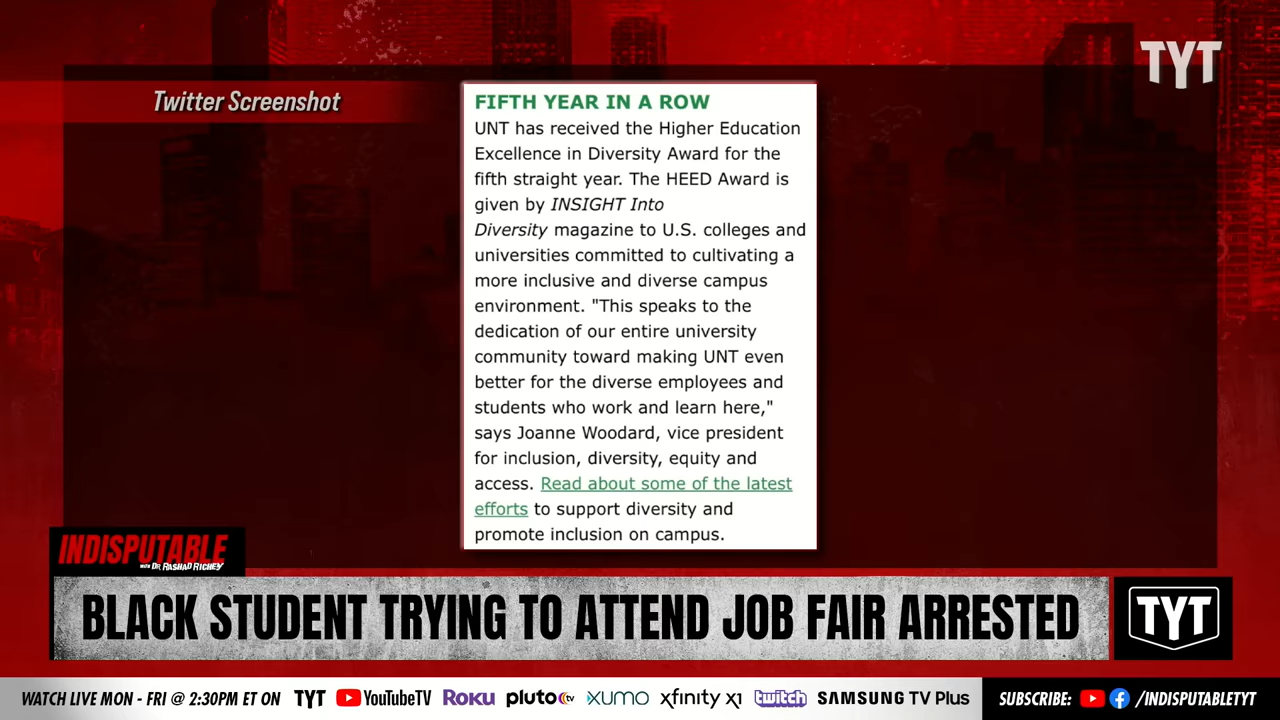 TYT
Twitter Screenshot
FIFTH YEAR IN A ROW
UNT has received the Higher Education
Excellence in Diversity Award for the
fifth straight year. The HEED Award is
given by INSIGHT Into
Diversity magazine to U.S. colleges and
universities committed to cultivating a
more inclusive and diverse campus
environment. "This speaks to the
dedication of our entire university
community toward making UNT even
better for the diverse employees and
students who work and learn here,"
says Joanne Woodard, vice president
for inclusion, diversity, equity and
access. Read about some of the latest
efforts to support diversity and
promote inclusion on campus.
INDISPUTABLE
WITH DR. RASHAD RICHEY
BLACK STUDENT TRYING TO ATTEND JOB FAIR ARRESTED
TYT
WATCH LIVE MON - FRI @ 2:30PM ET ON TYT YouTubeTV ROKU pluto tv xumo xfinity x1 twitch SAMSUNG TV Plus SUBSCRIBE: /INDISPUTABLETYT